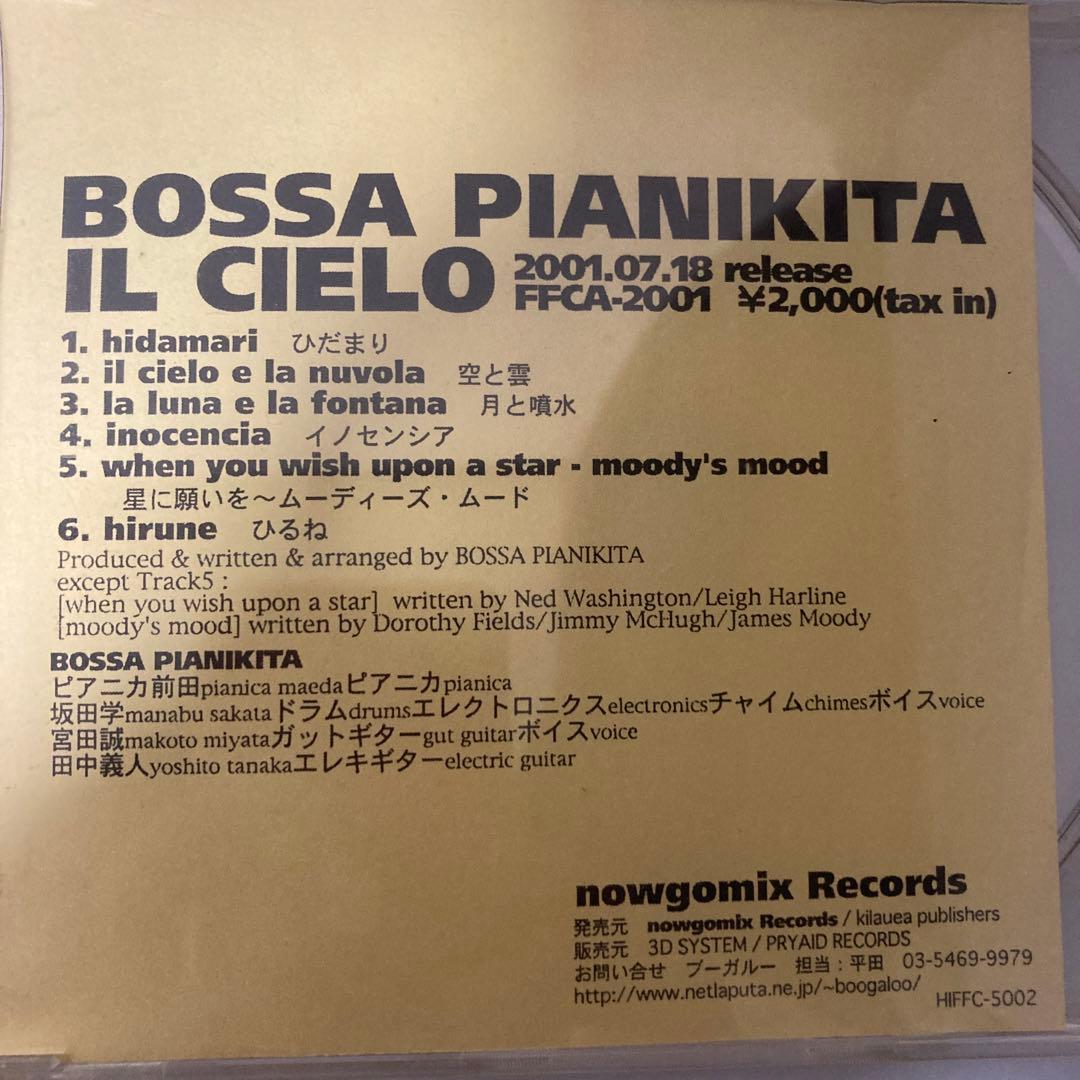 BOSSA PIANIKITA
IL CIELO 2001.07.18 release
FFCA-2001 ¥2,000(tax in)
1. hidamari ひだまり
2. il cielo e la nuvola 空と雲
3. la luna e la fontana 月と噴水
4. inocencia イノセンシア
5. when you wish upon a star - moody's mood
星に願いを〜ムーディーズ・ムード
6. hirune ひるね
Produced & written & arranged by BOSSA PIANIKITA
except Track5 :
[when you wish upon a star] written by Ned Washington/Leigh Harline
[moody's mood] written by Dorothy Fields/Jimmy McHugh/James Moody
BOSSA PIANIKITA
ピアニカ前田pianica maedaピアニカpianica
坂田学manabu sakataドラムdrumsエレクトロニクスelectronicsチャイムchimesボイスvoice
宮田誠makoto miyataガットギターgut guitarボイスvoice
田中義人yoshito tanakaエレキギターelectric guitar
nowgomix Records
発売元 nowgomix Records / kilauea publishers
販売元 3D SYSTEM / PRYAID RECORDS
お問い合せ ブーガルー 担当：平田 03-5469-9979
http://www.netlaputa.ne.jp/~boogaloo/
HIFFC-5002